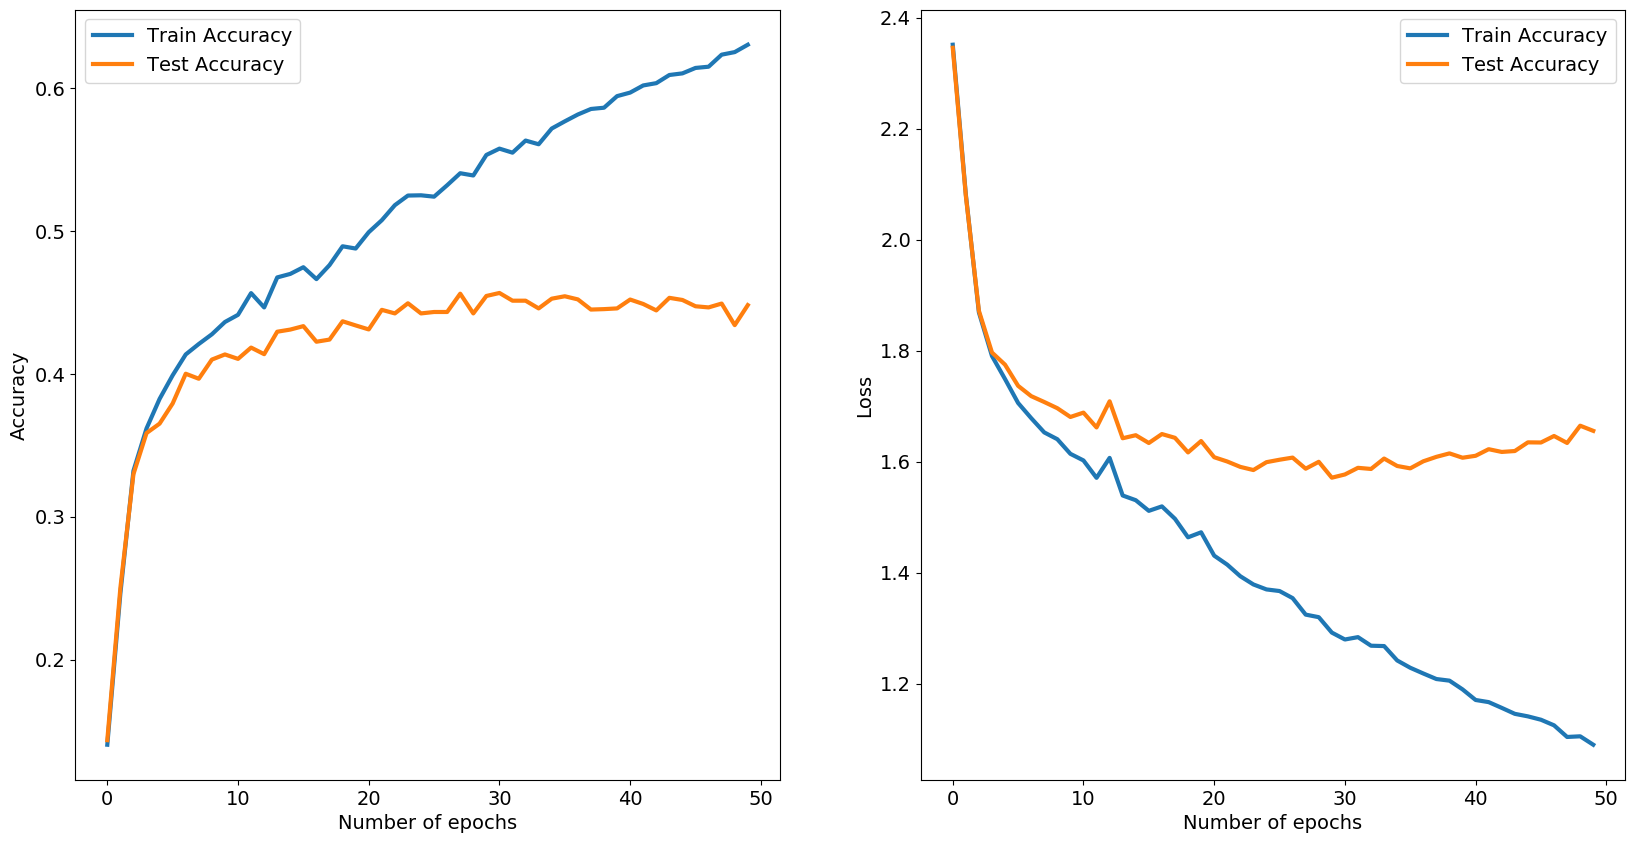 Train Accuracy
Test Accuracy
0.6
0.5
0.4
0.3
0.2
Accuracy
0 10 20 30 40 50
Number of epochs
Train Accuracy
Test Accuracy
2.4
2.2
2.0
1.8
1.6
1.4
1.2
Loss
0 10 20 30 40 50
Number of epochs